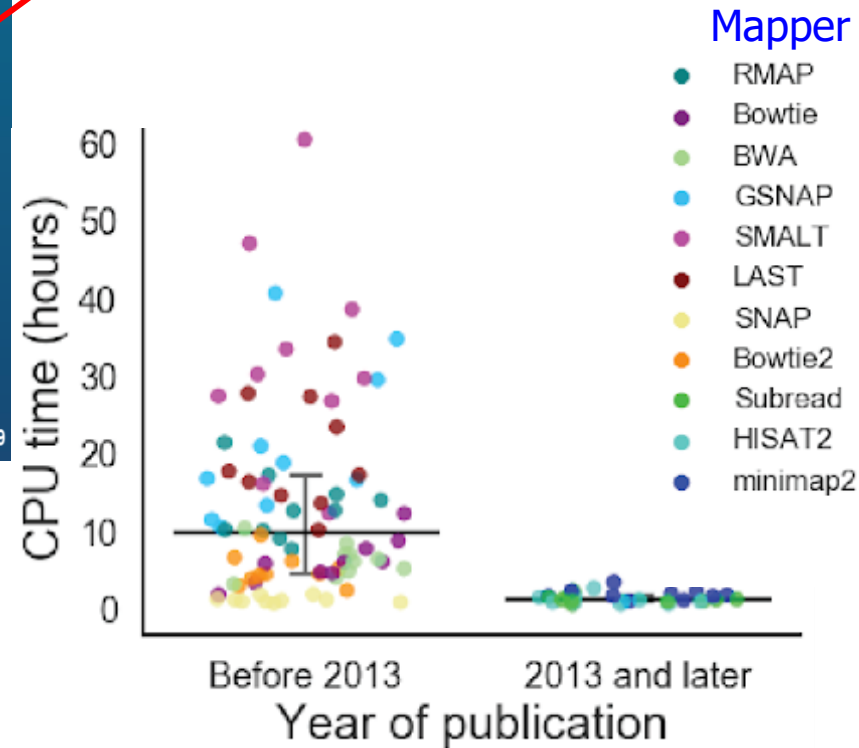 Mapper
RMAP
Bowtie
BWA
GSNAP
SMALT
LAST
SNAP
Bowtie2
Subread
HISAT2
minimap2
CPU time (hours)
60
50
40
30
20
10
0
9
Before 2013
2013 and later
Year of publication